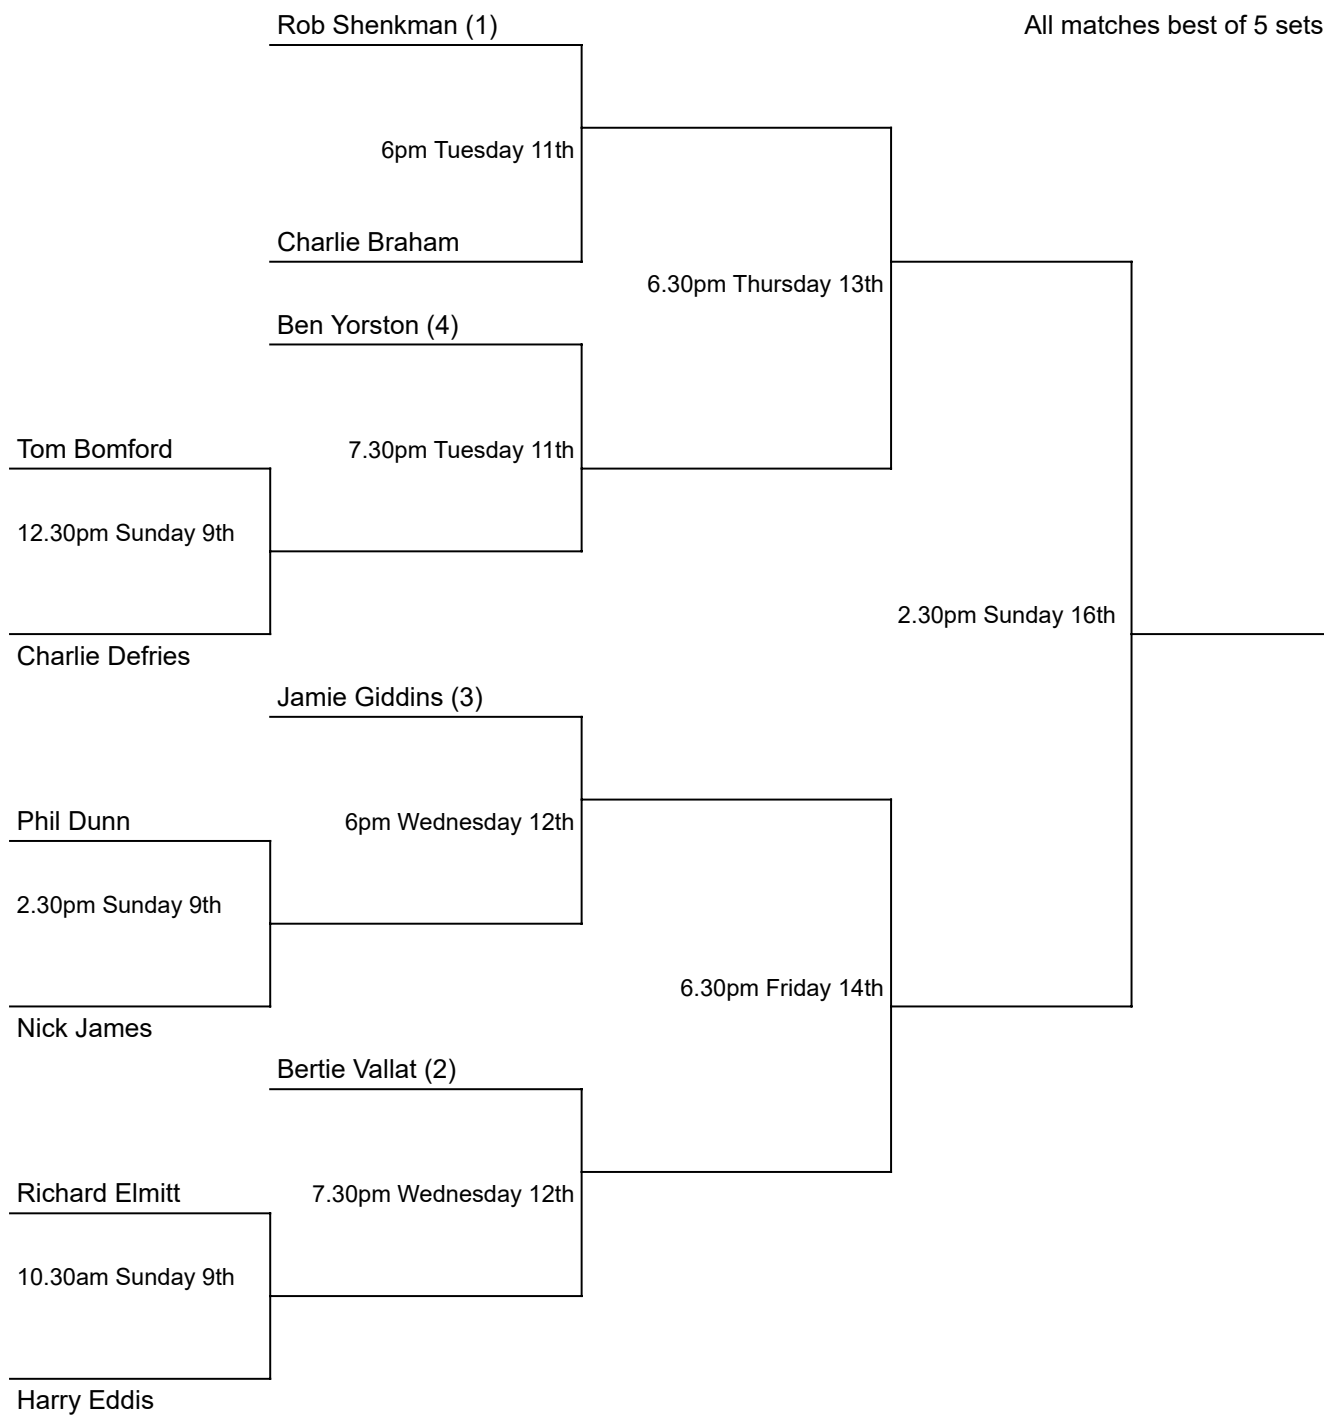 Rob Shenkman (1)
All matches best of 5 sets
6pm Tuesday 11th
Charlie Braham
6.30pm Thursday 13th
Ben Yorston (4)
Tom Bomford
7.30pm Tuesday 11th
12.30pm Sunday 9th
2.30pm Sunday 16th
Charlie Defries
Jamie Giddins (3)
Phil Dunn
6pm Wednesday 12th
2.30pm Sunday 9th
6.30pm Friday 14th
Nick James
Bertie Vallat (2)
Richard Elmitt
7.30pm Wednesday 12th
10.30am Sunday 9th
Harry Eddis